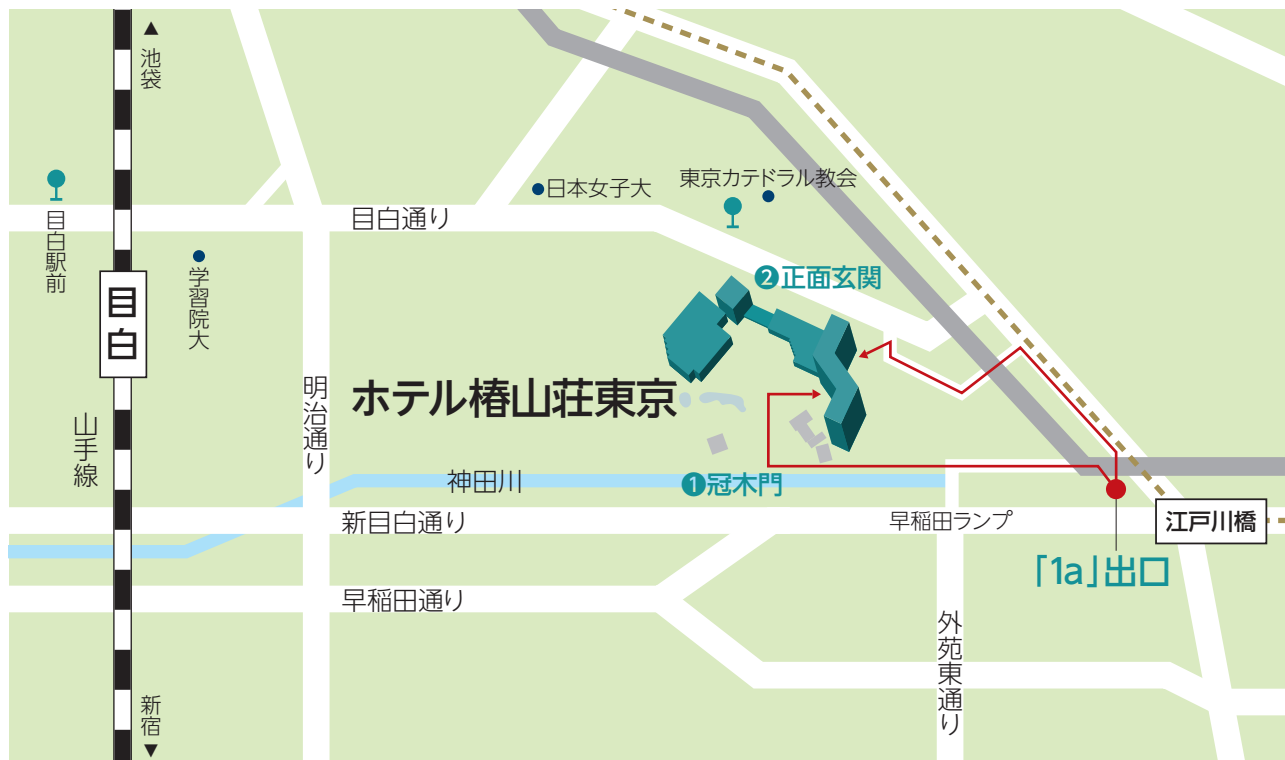 ▲
池袋
目白駅前
学習院大
目白通り
日本女子大
東京カテドラル教会
❷正面玄関
目白
山手線
明治通り
ホテル椿山荘東京
神田川
❶冠木門
新目白通り
早稲田ランプ
江戸川橋
「1a」出口
早稲田通り
外苑東通り
新宿
▼